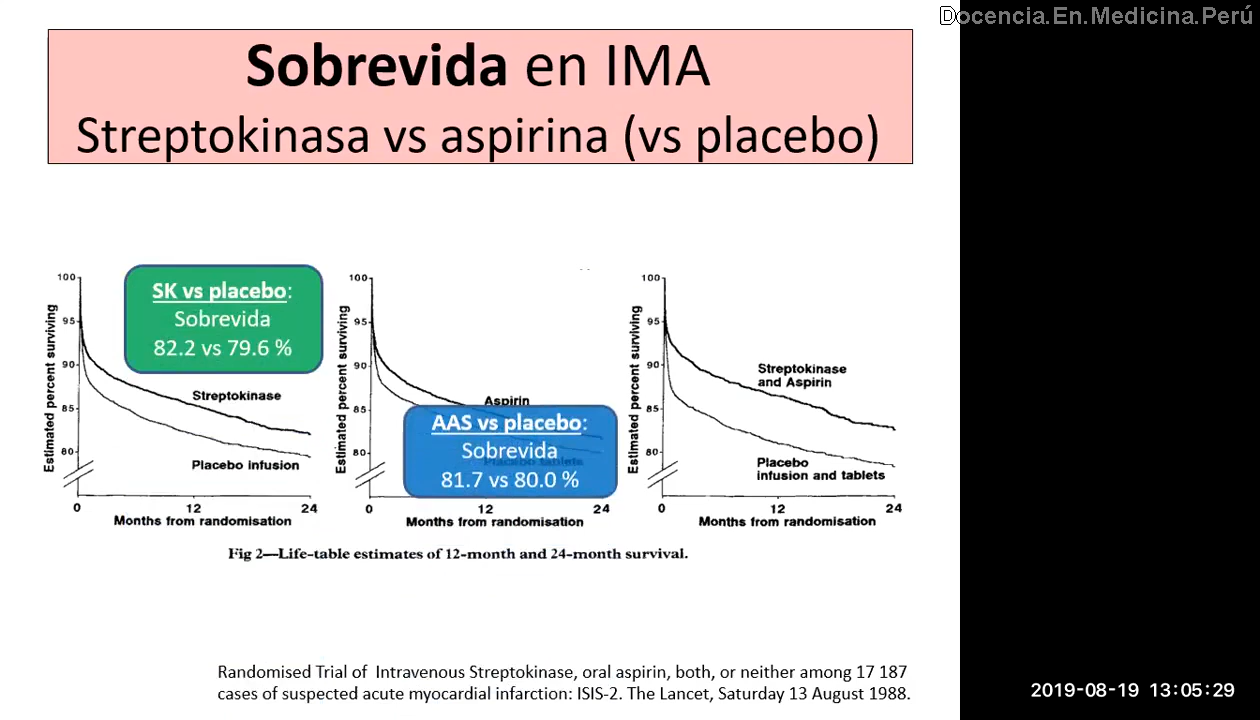 Docencia.En.Medicina.Perú
Sobrevida en IMA
Streptokinasa vs aspirina (vs placebo)
SK vs placebo:
Sobrevida
82.2 vs 79.6 %
Estimated percent surviving
100
95
90
85
80
Streptokinase
Placebo infusion
0 12 24
Months from randomisation
Estimated percent surviving
100
95
90
85
80
Aspirin
AAS vs placebo:
Sobrevida
81.7 vs 80.0 %
Placebo tablets
0 12 24
Months from randomisation
Estimated percent surviving
100
95
90
85
80
Streptokinase
and Aspirin
Placebo
infusion and tablets
0 12 24
Months from randomisation
Fig 2—Life-table estimates of 12-month and 24-month survival.
Randomised Trial of Intravenous Streptokinase, oral aspirin, both, or neither among 17 187
cases of suspected acute myocardial infarction: ISIS-2. The Lancet, Saturday 13 August 1988.
2019-08-19 13:05:29